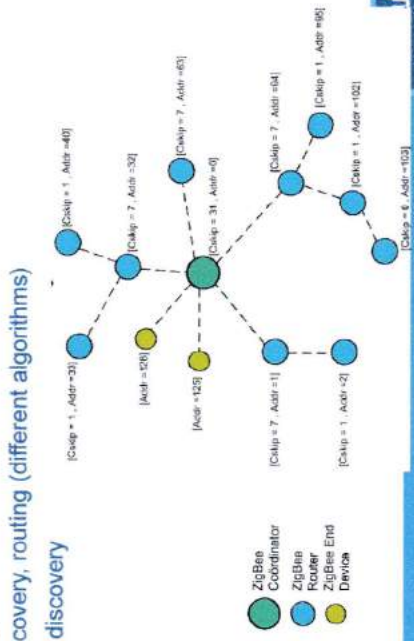 covery, routing (different algorithms)
discovery
[Cskip = 1 , Addr =40]
[Cskip = 1 , Addr =33]
[Cskip = 7 , Addr =32]
[Addr =126]
[Cskip = 7 , Addr =63]
[Addr =125]
[Cskip = 31 , Addr =0]
[Cskip = 7 , Addr =1]
[Cskip = 7 , Addr =64]
[Cskip = 1 , Addr =95]
[Cskip = 1 , Addr =2]
[Cskip = 1 , Addr =102]
[Cskip = 0 , Addr =103]
ZigBee
Coordinator
ZigBee
Router
ZigBee End
Device